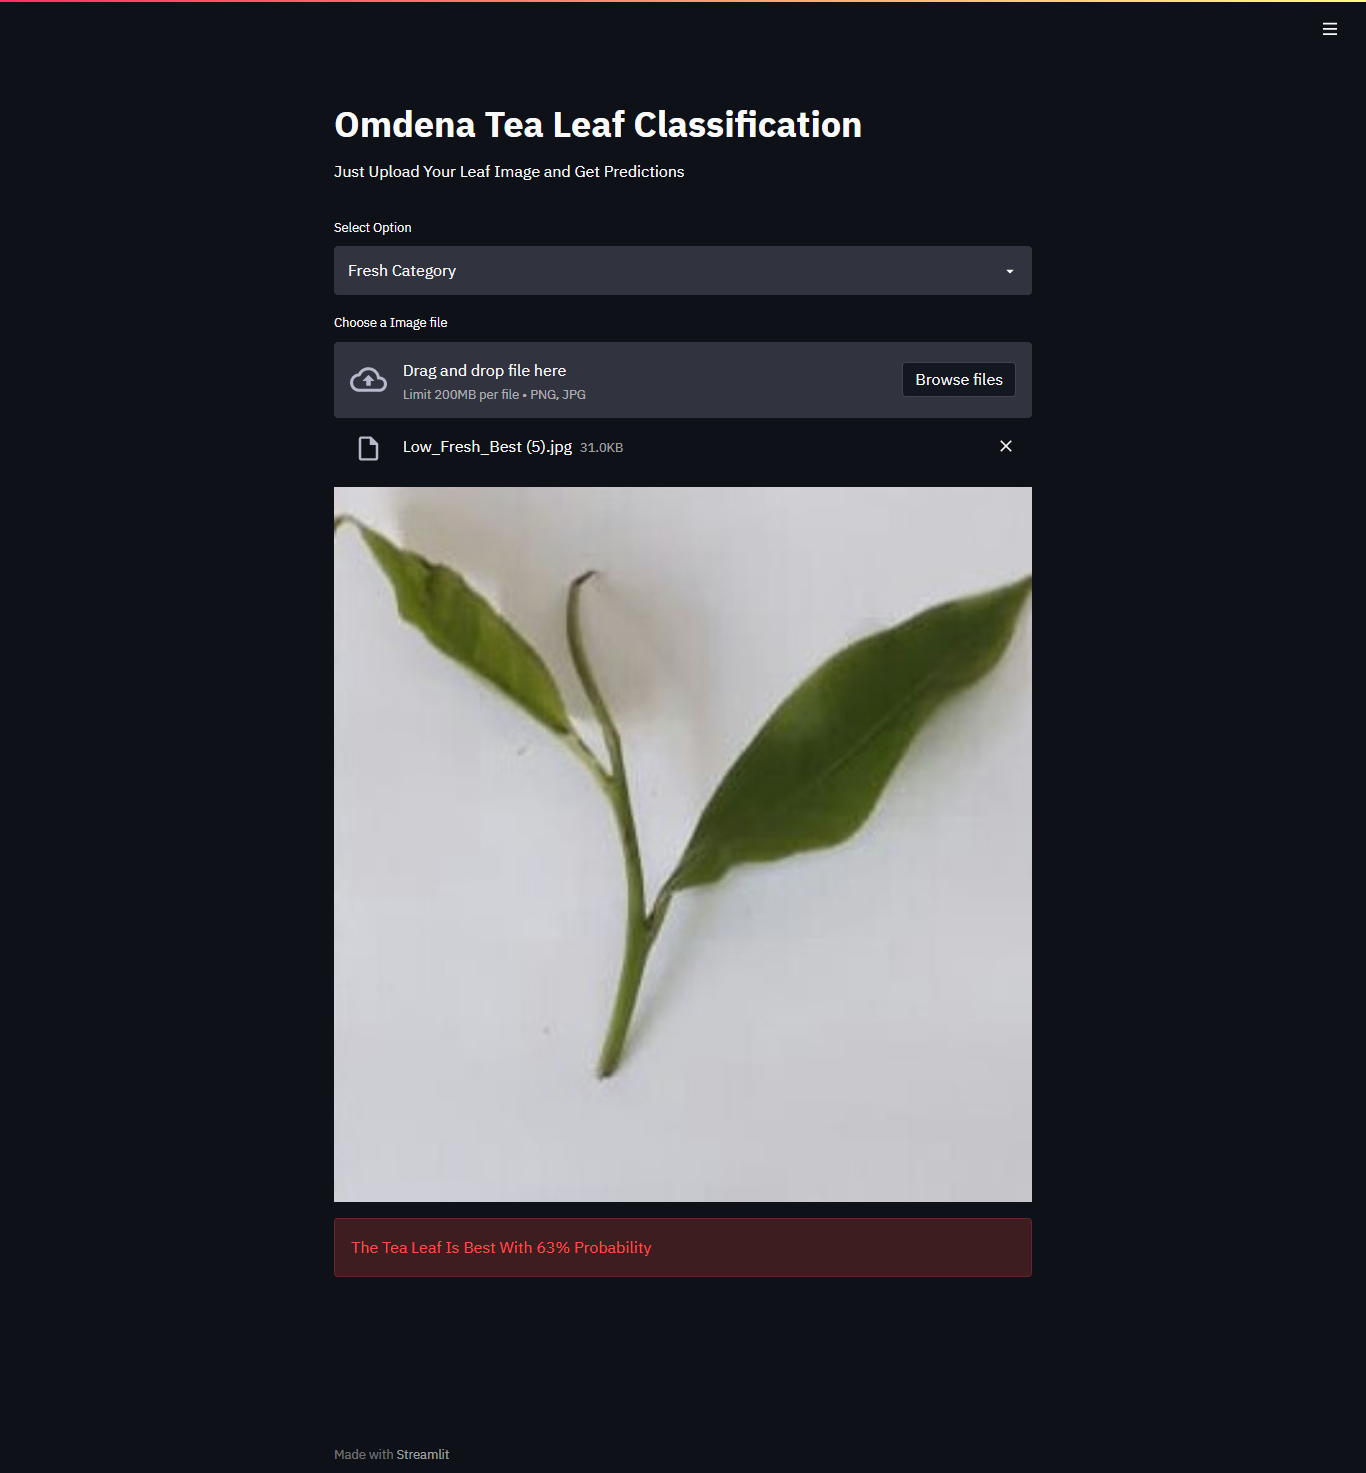 Omdena Tea Leaf Classification
Just Upload Your Leaf Image and Get Predictions
Select Option
Fresh Category
Choose a Image file
Drag and drop file here
Limit 200MB per file • PNG, JPG
Browse files
Low_Fresh_Best (5).jpg 31.0KB
The Tea Leaf Is Best With 63% Probability
Made with Streamlit